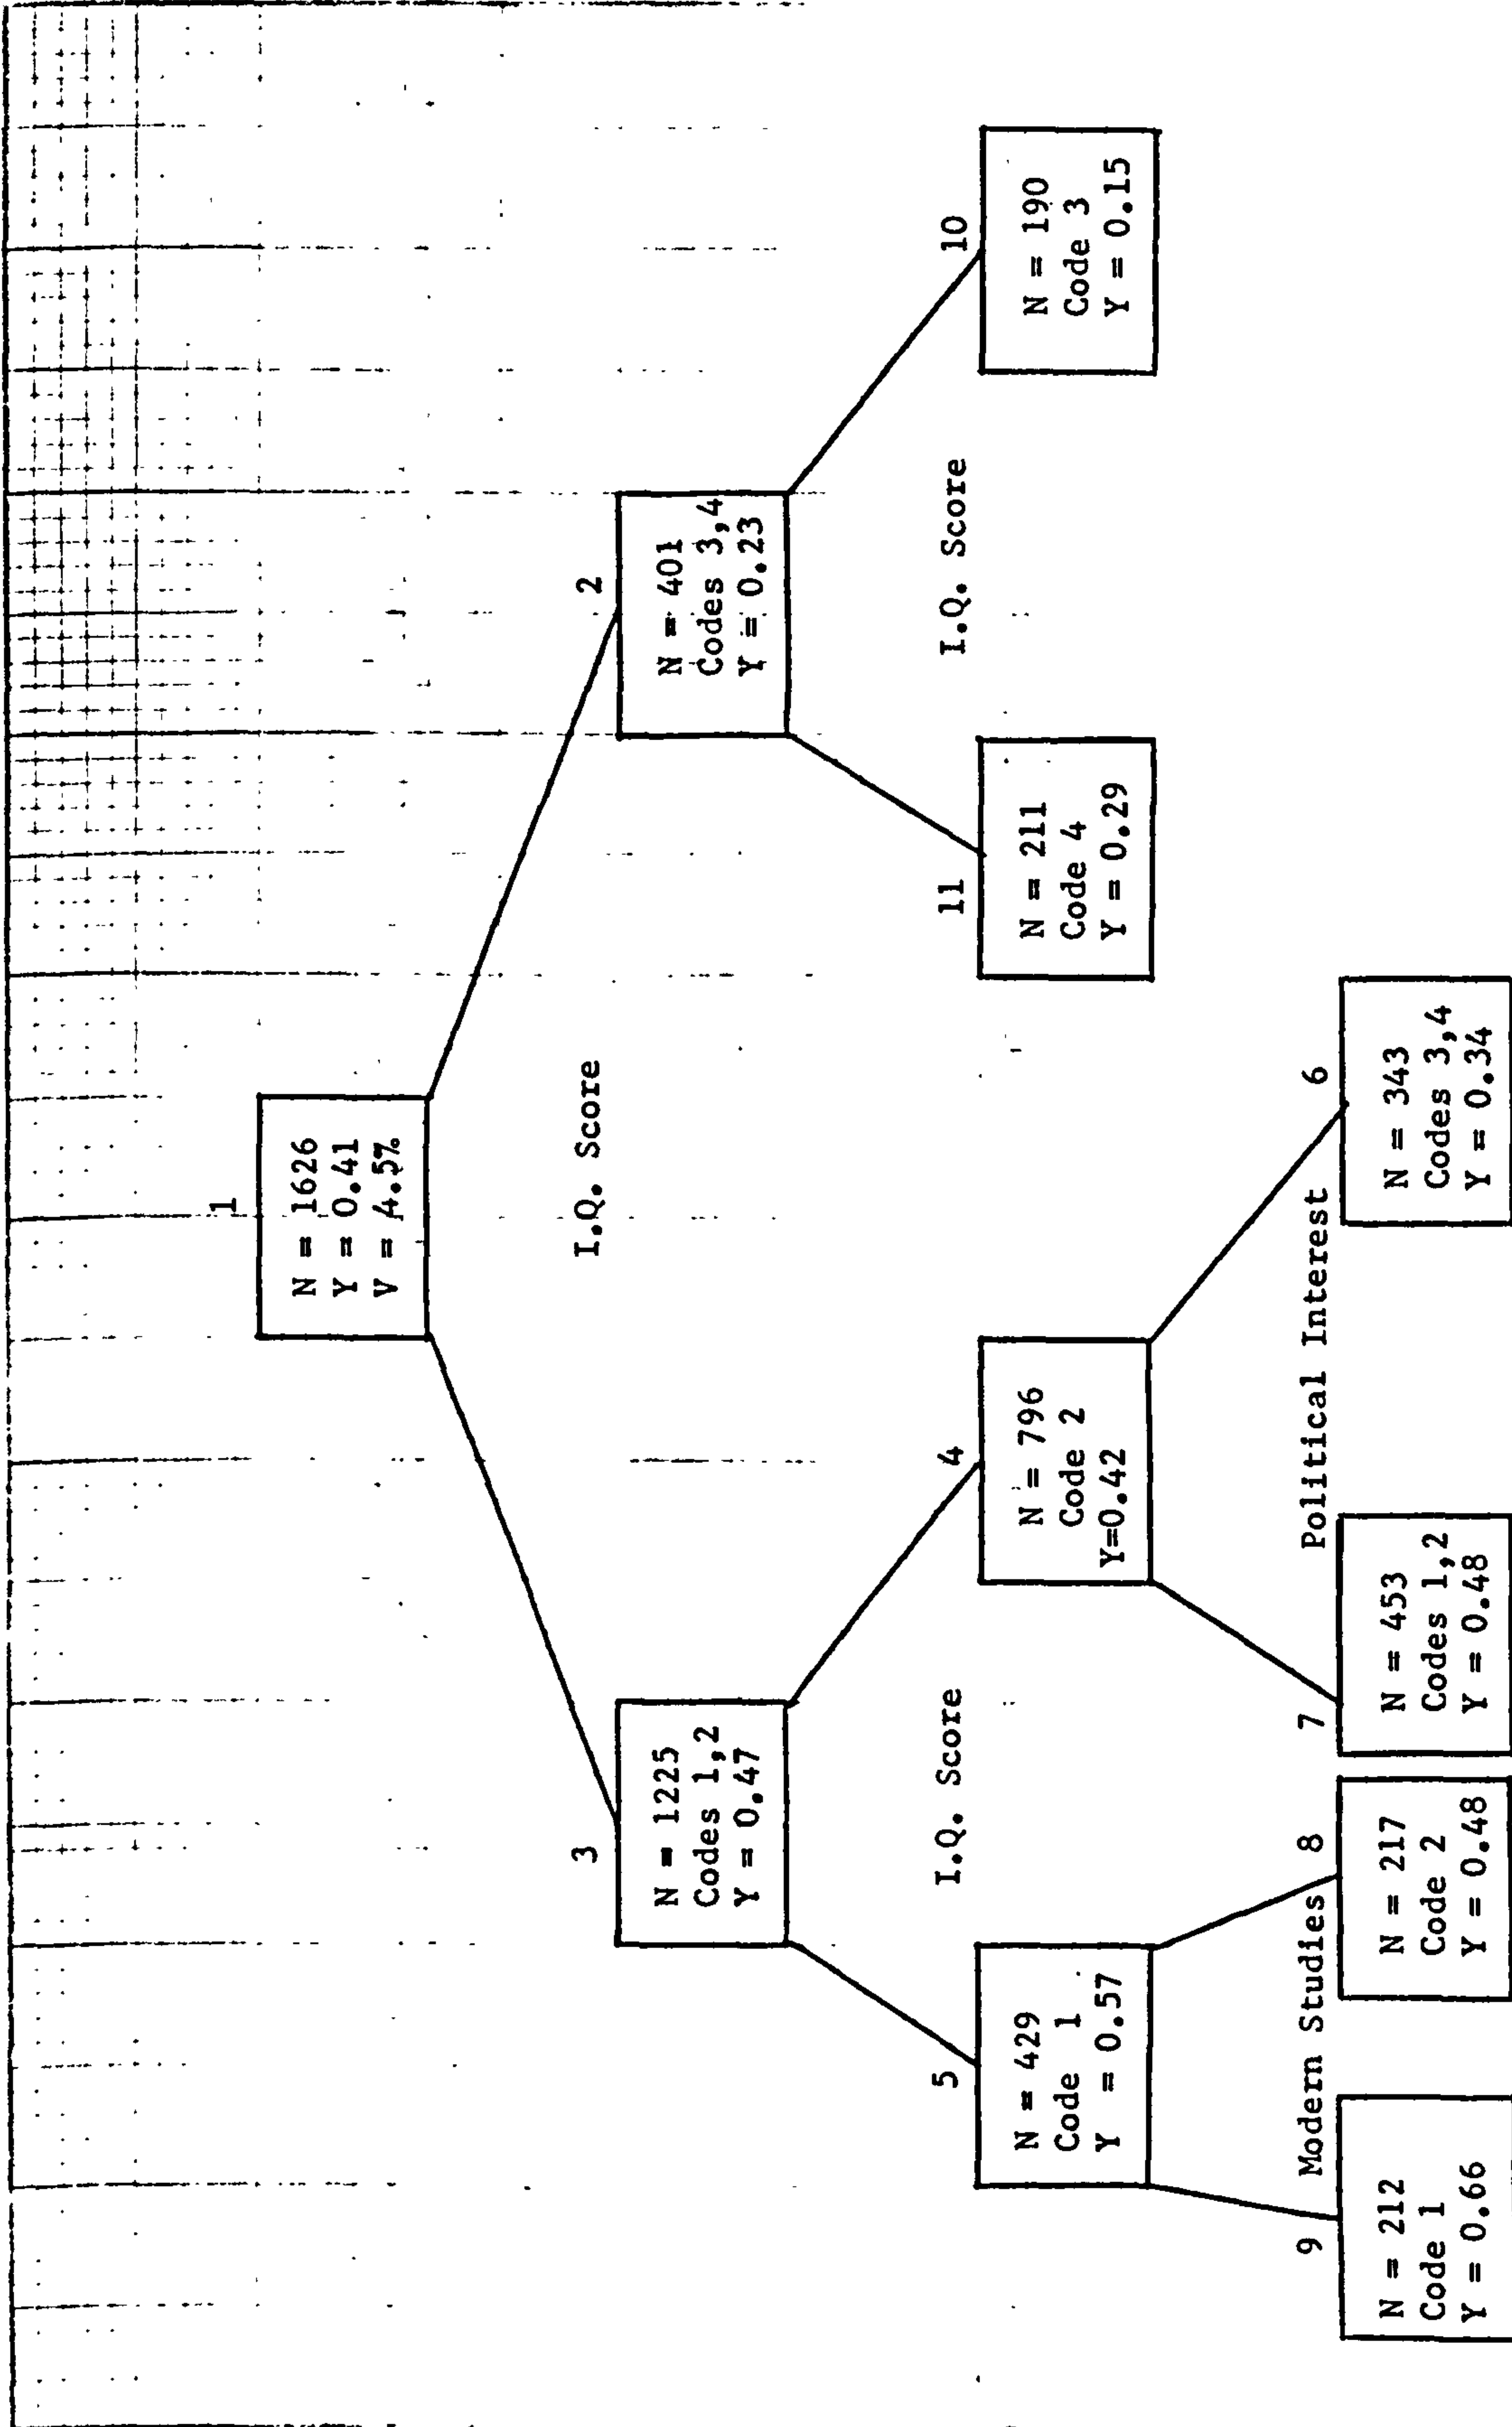 1
N = 1626
Y = 0.41
V = 4.5%
I.Q. Score
3
N = 1225
Codes 1,2
Y = 0.47
2
N = 401
Codes 3,4
Y = 0.23
I.Q. Score
I.Q. Score
5
N = 429
Code 1
Y = 0.57
4
N = 796
Code 2
Y=0.42
11
N = 211
Code 4
Y = 0.29
10
N = 190
Code 3
Y = 0.15
Modern Studies
Political Interest
9
N = 212
Code 1
Y = 0.66
8
N = 217
Code 2
Y = 0.48
7
N = 453
Codes 1,2
Y = 0.48
6
N = 343
Codes 3,4
Y = 0.34